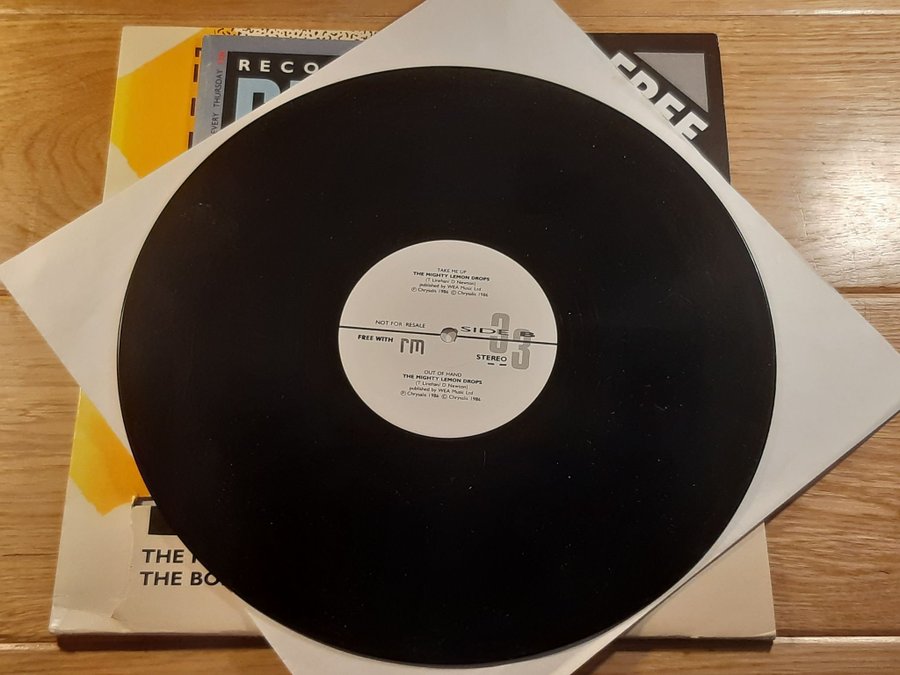 RECO
EVERY THURSDAY
FREE
TAKE ME UP
THE MIGHTY LEMON DROPS
(T Linehan/ D Newton)
published by WEA Music Ltd
℗ Chrysalis 1986 © Chrysalis 1986
NOT FOR RESALE
SIDE B
FREE WITH rm
33
STEREO
OUT OF HAND
THE MIGHTY LEMON DROPS
(T Linehan/ D Newton)
published by WEA Music Ltd
℗ Chrysalis 1986 © Chrysalis 1986
THE
THE BO